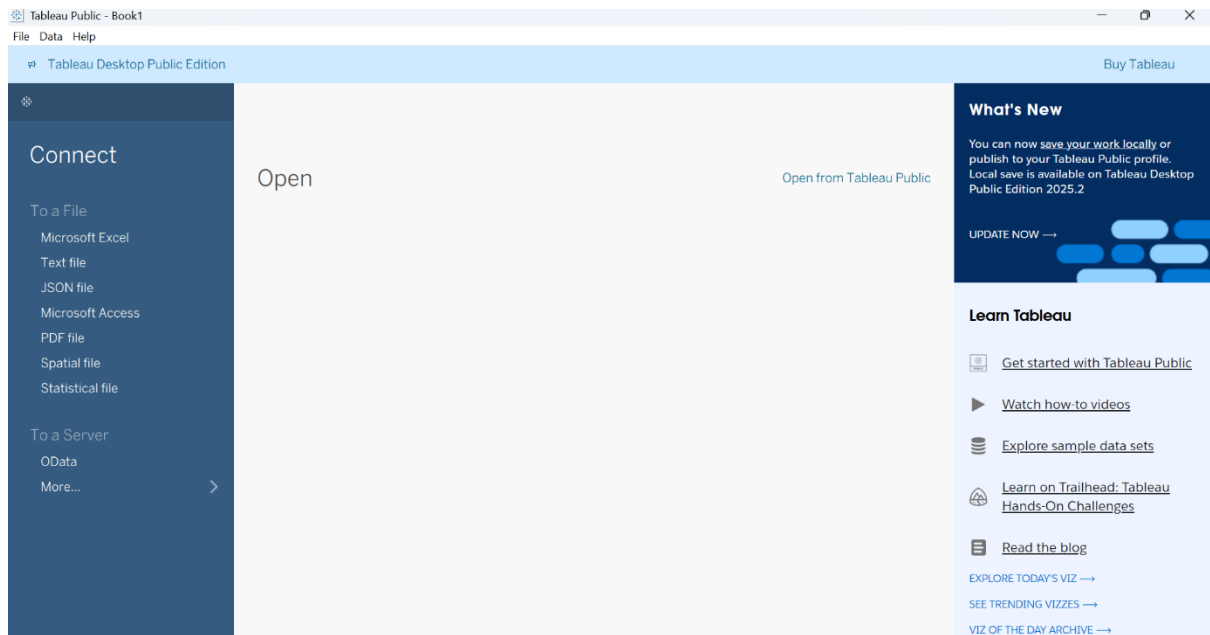 Tableau Public - Book1
File Data Help
Tableau Desktop Public Edition
Buy Tableau
Connect
To a File
Microsoft Excel
Text file
JSON file
Microsoft Access
PDF file
Spatial file
Statistical file
To a Server
OData
More...
Open
Open from Tableau Public
What's New
You can now save your work locally or
publish to your Tableau Public profile.
Local save is available on Tableau Desktop
Public Edition 2025.2
UPDATE NOW →
Learn Tableau
Get started with Tableau Public
Watch how-to videos
Explore sample data sets
Learn on Trailhead: Tableau
Hands-On Challenges
Read the blog
EXPLORE TODAY'S VIZ →
SEE TRENDING VIZZES →
VIZ OF THE DAY ARCHIVE →